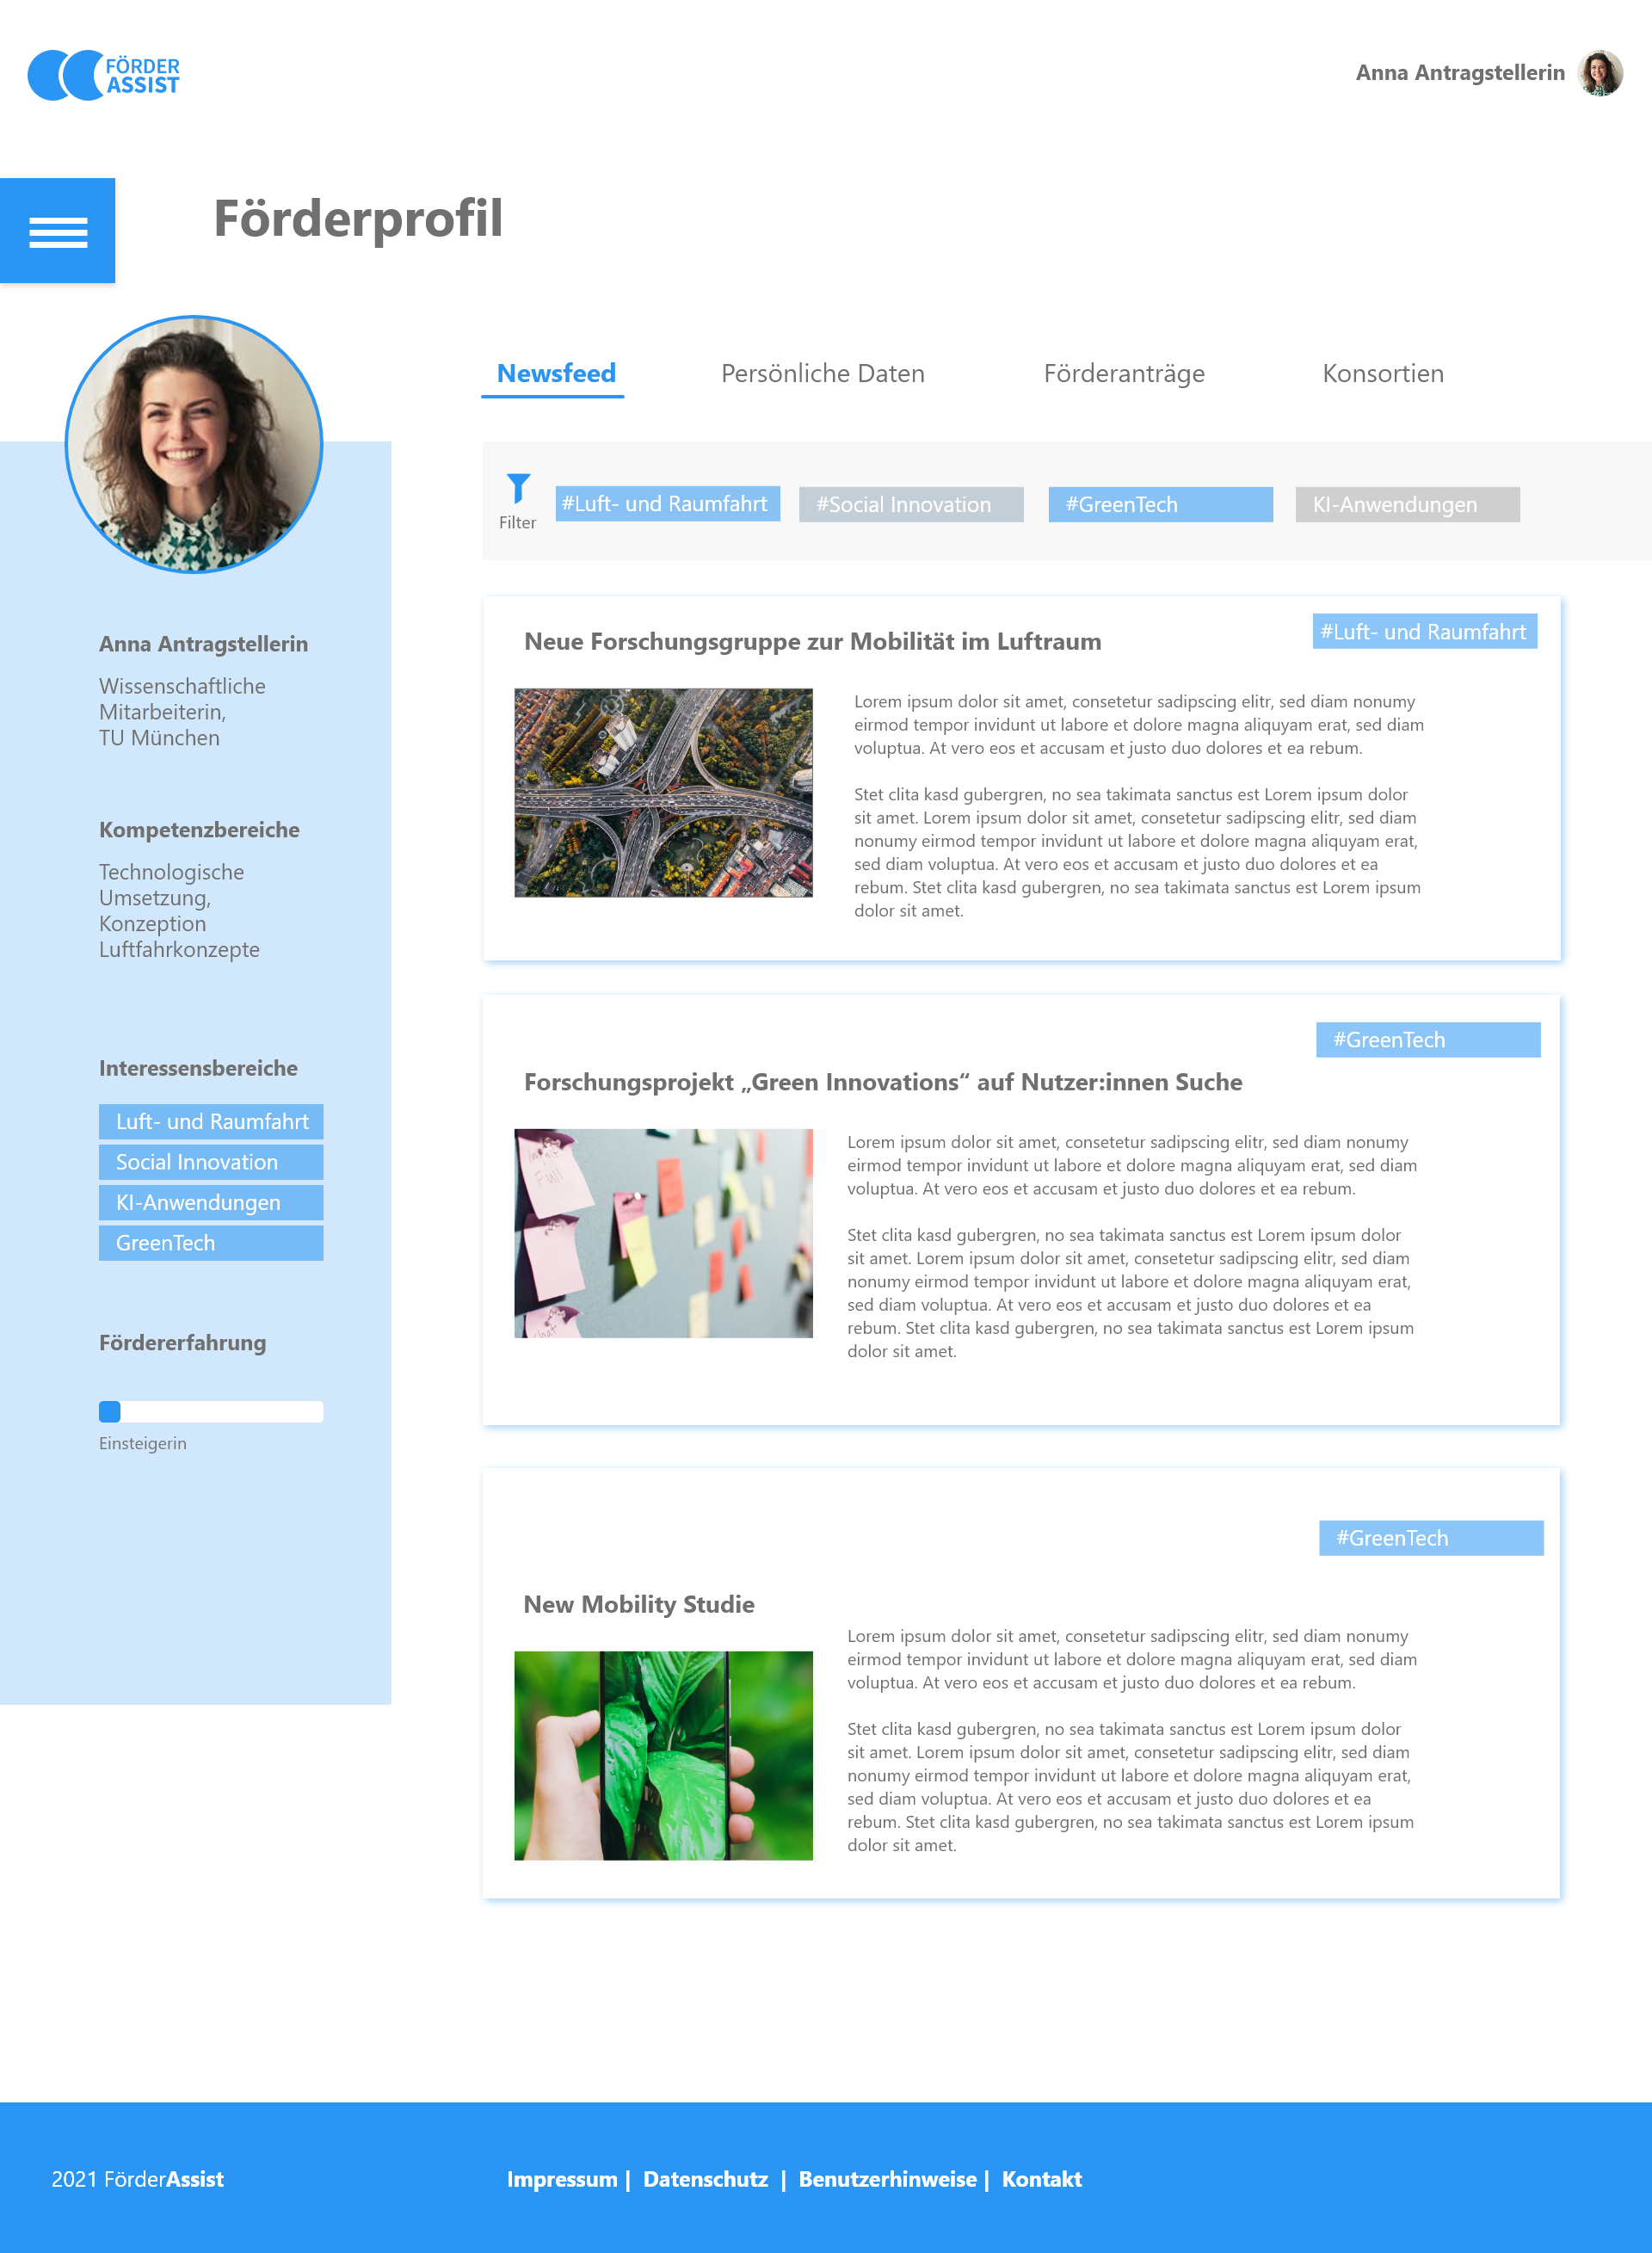 FÖRDER
ASSIST
Anna Antragstellerin
Förderprofil
Newsfeed
Persönliche Daten
Förderanträge
Konsortien
Filter
#Luft- und Raumfahrt
#Social Innovation
#GreenTech
KI-Anwendungen
Anna Antragstellerin
Wissenschaftliche
Mitarbeiterin,
TU München
Kompetenzbereiche
Technologische
Umsetzung,
Konzeption
Luftfahrkonzepte
Interessensbereiche
Luft- und Raumfahrt
Social Innovation
KI-Anwendungen
GreenTech
Fördererfahrung
Einsteigerin
Neue Forschungsgruppe zur Mobilität im Luftraum
#Luft- und Raumfahrt
Lorem ipsum dolor sit amet, consetetur sadipscing elitr, sed diam nonumy
eirmod tempor invidunt ut labore et dolore magna aliquyam erat, sed diam
voluptua. At vero eos et accusam et justo duo dolores et ea rebum.
Stet clita kasd gubergren, no sea takimata sanctus est Lorem ipsum dolor
sit amet. Lorem ipsum dolor sit amet, consetetur sadipscing elitr, sed diam
nonumy eirmod tempor invidunt ut labore et dolore magna aliquyam erat,
sed diam voluptua. At vero eos et accusam et justo duo dolores et ea
rebum. Stet clita kasd gubergren, no sea takimata sanctus est Lorem ipsum
dolor sit amet.
#GreenTech
Forschungsprojekt „Green Innovations“ auf Nutzer:innen Suche
Full
Lorem ipsum dolor sit amet, consetetur sadipscing elitr, sed diam nonumy
eirmod tempor invidunt ut labore et dolore magna aliquyam erat, sed diam
voluptua. At vero eos et accusam et justo duo dolores et ea rebum.
Stet clita kasd gubergren, no sea takimata sanctus est Lorem ipsum dolor
sit amet. Lorem ipsum dolor sit amet, consetetur sadipscing elitr, sed diam
nonumy eirmod tempor invidunt ut labore et dolore magna aliquyam erat,
sed diam voluptua. At vero eos et accusam et justo duo dolores et ea
rebum. Stet clita kasd gubergren, no sea takimata sanctus est Lorem ipsum
dolor sit amet.
#GreenTech
New Mobility Studie
Lorem ipsum dolor sit amet, consetetur sadipscing elitr, sed diam nonumy
eirmod tempor invidunt ut labore et dolore magna aliquyam erat, sed diam
voluptua. At vero eos et accusam et justo duo dolores et ea rebum.
Stet clita kasd gubergren, no sea takimata sanctus est Lorem ipsum dolor
sit amet. Lorem ipsum dolor sit amet, consetetur sadipscing elitr, sed diam
nonumy eirmod tempor invidunt ut labore et dolore magna aliquyam erat,
sed diam voluptua. At vero eos et accusam et justo duo dolores et ea
rebum. Stet clita kasd gubergren, no sea takimata sanctus est Lorem ipsum
dolor sit amet.
2021 FörderAssist
Impressum | Datenschutz | Benutzerhinweise | Kontakt